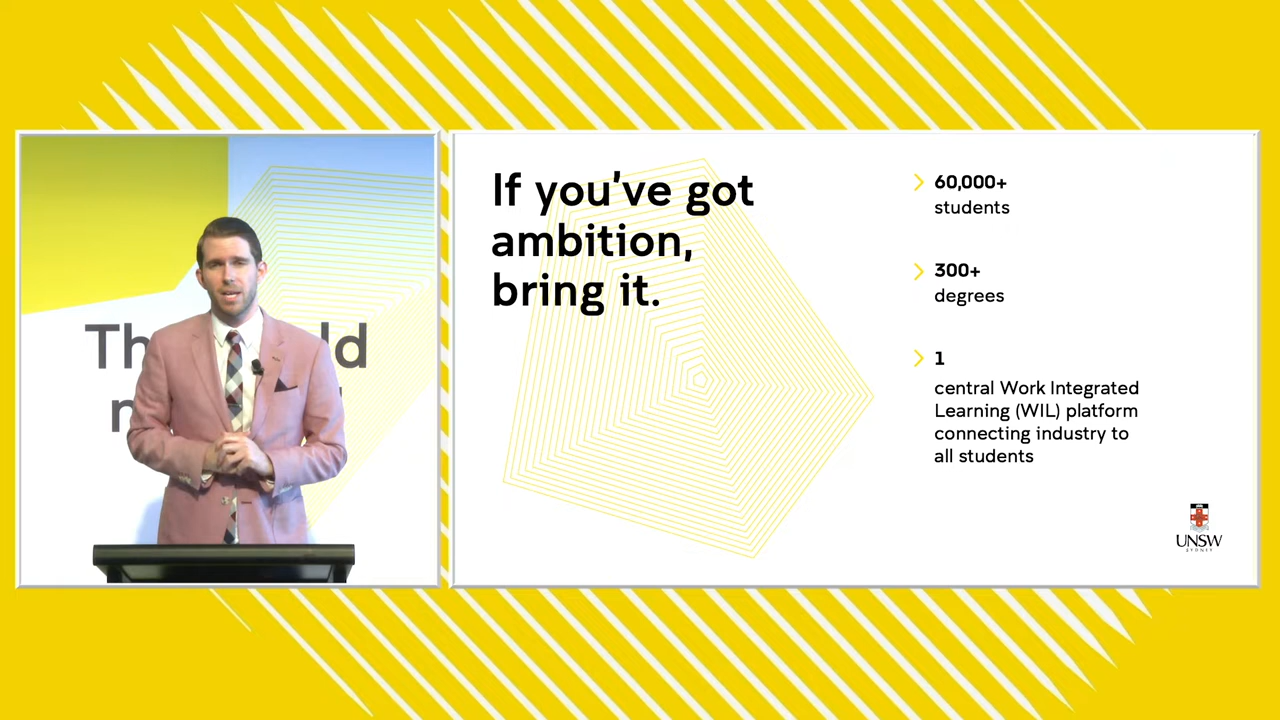 If you've got
ambition,
bring it.
60,000+
students
300+
degrees
1
central Work Integrated
Learning (WIL) platform
connecting industry to
all students
UNSW
SYDNEY